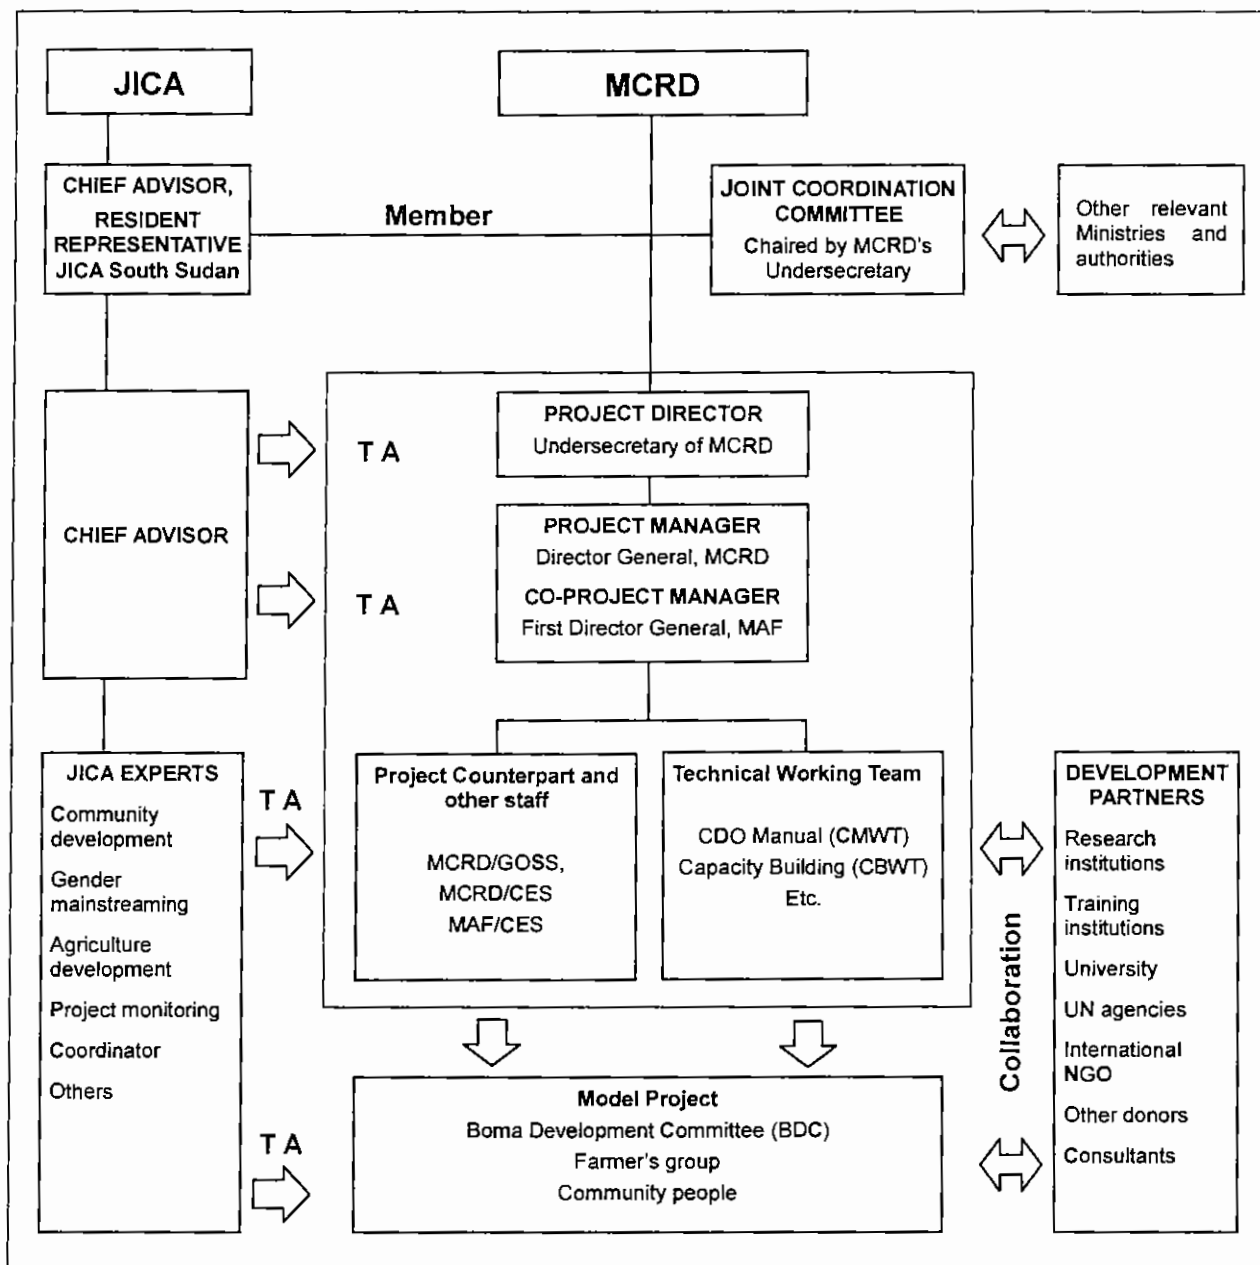 JICA
MCRD
CHIEF ADVISOR,
RESIDENT
REPRESENTATIVE
JICA South Sudan
Member
JOINT COORDINATION
COMMITTEE
Chaired by MCRD's
Undersecretary
Other relevant
Ministries and
authorities
CHIEF ADVISOR
T A
T A
PROJECT DIRECTOR
Undersecretary of MCRD
PROJECT MANAGER
Director General, MCRD
CO-PROJECT MANAGER
First Director General, MAF
JICA EXPERTS
Community
development
Gender
mainstreaming
Agriculture
development
Project monitoring
Coordinator
Others
T A
T A
Project Counterpart and
other staff
MCRD/GOSS,
MCRD/CES
MAF/CES
Technical Working Team
CDO Manual (CMWT)
Capacity Building (CBWT)
Etc.
Model Project
Boma Development Committee (BDC)
Farmer's group
Community people
Collaboration
DEVELOPMENT
PARTNERS
Research
institutions
Training
institutions
University
UN agencies
International
NGO
Other donors
Consultants